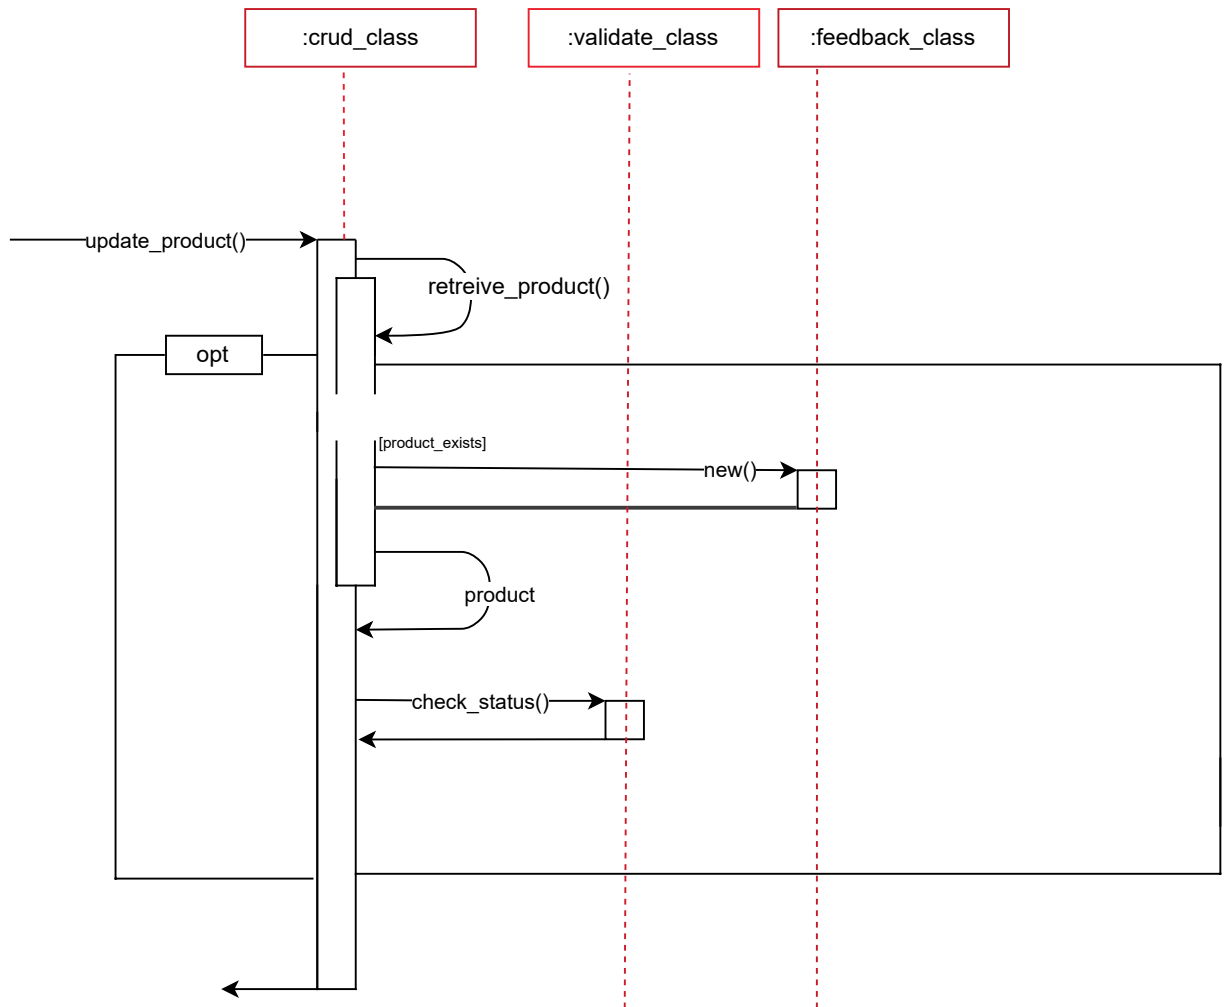 :crud_class
:validate_class
:feedback_class
update_product()
retreive_product()
opt
[product_exists]
new()
product
check_status()